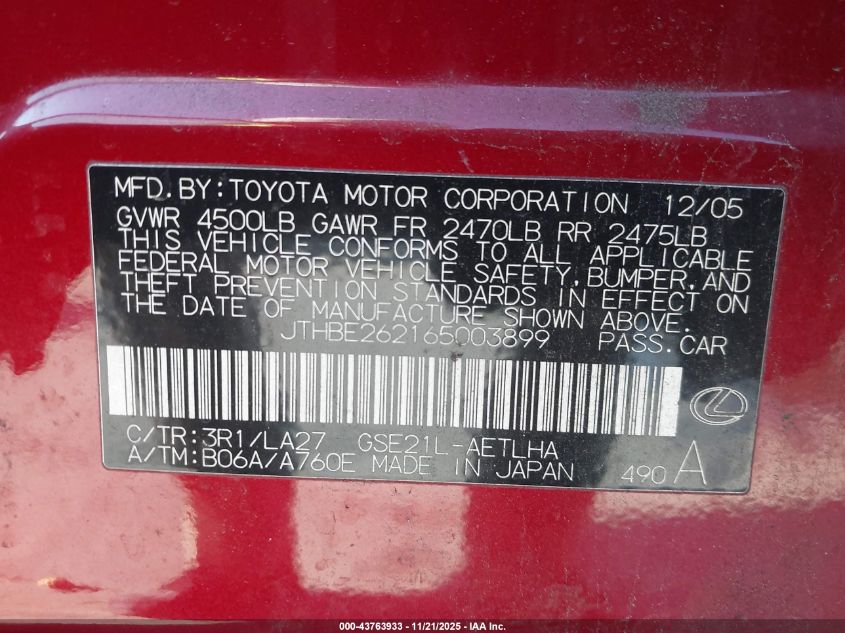 MFD.BY:TOYOTA MOTOR CORPORATION 12/05
GVWR 4500LB GAWR FR 2470LB RR 2475LB
THIS VEHICLE CONFORMS TO ALL APPLICABLE
FEDERAL MOTOR VEHICLE SAFETY,BUMPER,AND
THEFT PREVENTION STANDARDS IN EFFECT ON
THE DATE OF MANUFACTURE SHOWN ABOVE.
JTHBE262165003899 PASS.CAR
C/TR:3R1/LA27 GSE21L-AETLHA
A/TM:B06A/A760E MADE IN JAPAN 490 A
000-43763933 - 11/21/2025 - IAA Inc.